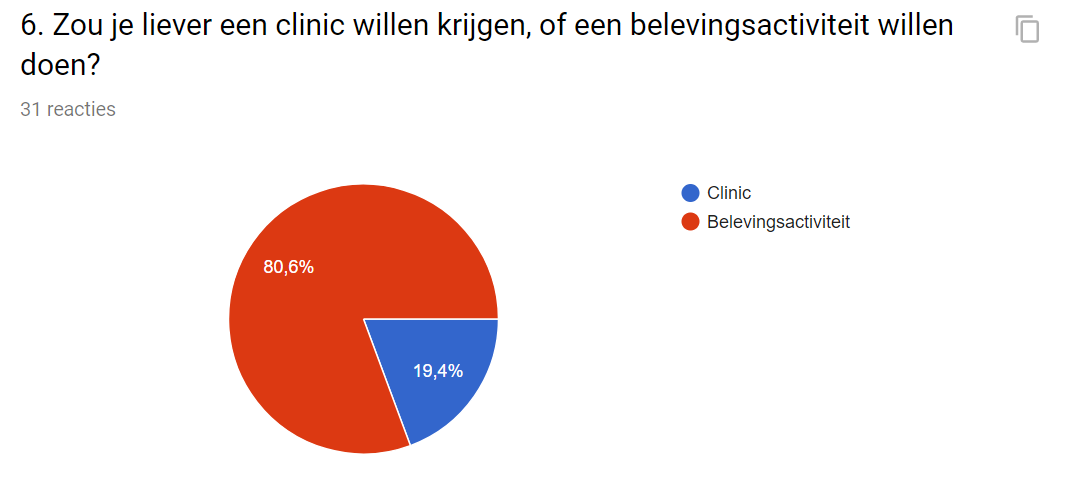 6. Zou je liever een clinic willen krijgen, of een belevingsactiviteit willen
doen?
31 reacties
Clinic
Belevingsactiviteit
80,6%
19,4%